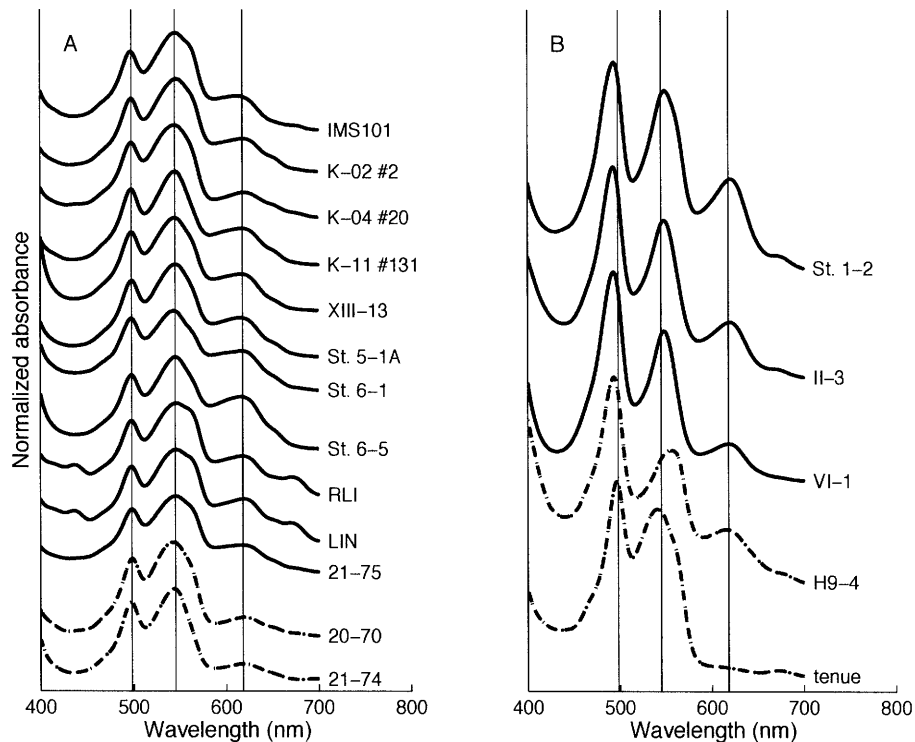 A
IMS101
K-02 #2
K-04 #20
K-11 #131
XIII-13
St. 5-1A
St. 6-1
St. 6-5
RLI
LIN
21-75
20-70
21-74
Normalized absorbance
400 500 600 700 800
Wavelength (nm)
B
St. 1-2
II-3
VI-1
H9-4
tenue
400 500 600 700 800
Wavelength (nm)